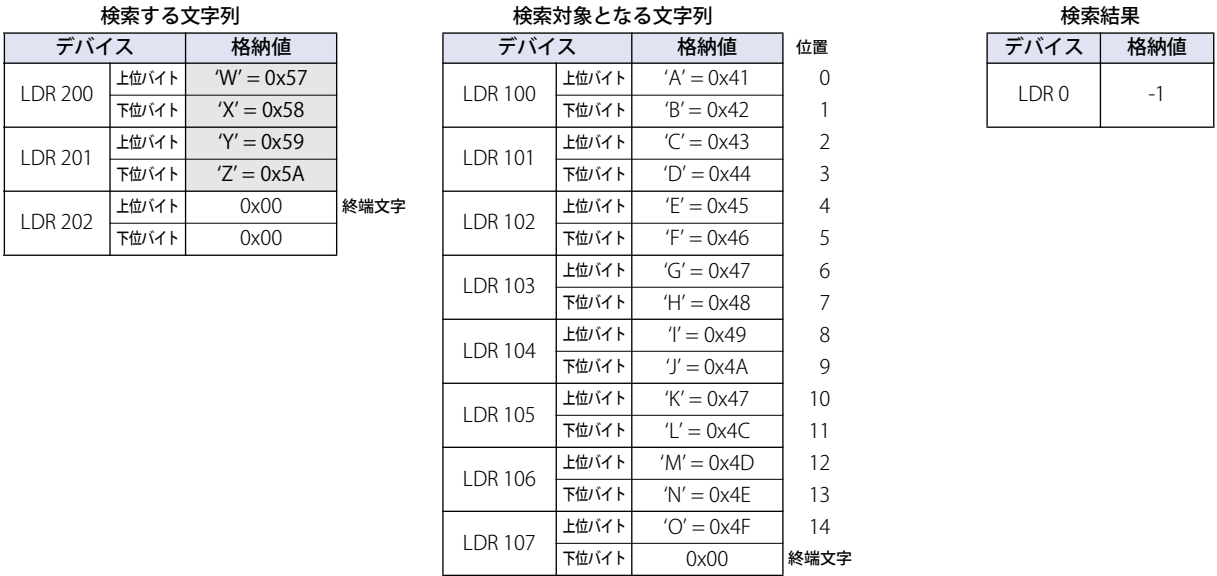 検索する文字列
デバイス 格納値
LDR 200 上位バイト ‘W’ = 0x57
下位バイト ‘X’ = 0x58
LDR 201 上位バイト ‘Y’ = 0x59
下位バイト ‘Z’ = 0x5A
LDR 202 上位バイト 0x00 終端文字
下位バイト 0x00
検索対象となる文字列
デバイス 格納値 位置
LDR 100 上位バイト ‘A’ = 0x41 0
下位バイト ‘B’ = 0x42 1
LDR 101 上位バイト ‘C’ = 0x43 2
下位バイト ‘D’ = 0x44 3
LDR 102 上位バイト ‘E’ = 0x45 4
下位バイト ‘F’ = 0x46 5
LDR 103 上位バイト ‘G’ = 0x47 6
下位バイト ‘H’ = 0x48 7
LDR 104 上位バイト ‘I’ = 0x49 8
下位バイト ‘J’ = 0x4A 9
LDR 105 上位バイト ‘K’ = 0x47 10
下位バイト ‘L’ = 0x4C 11
LDR 106 上位バイト ‘M’ = 0x4D 12
下位バイト ‘N’ = 0x4E 13
LDR 107 上位バイト ‘O’ = 0x4F 14
下位バイト 0x00 終端文字
検索結果
デバイス 格納値
LDR 0 -1